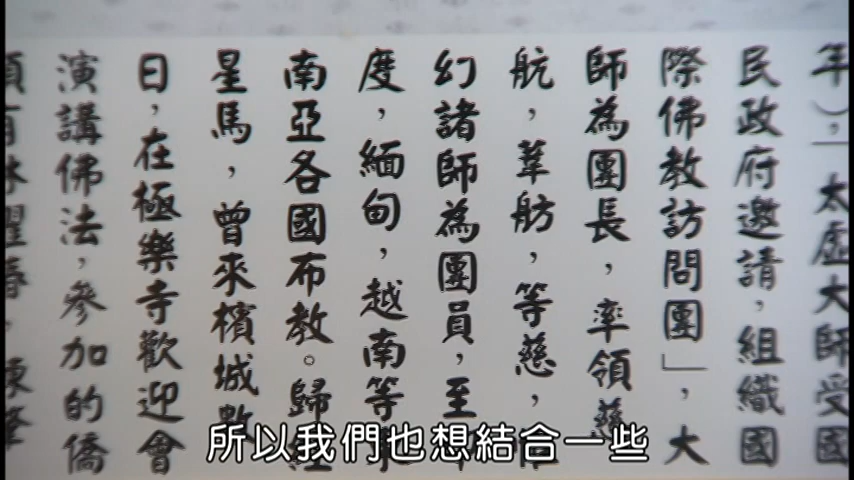 年），太虛大師受國
民政府邀請，組織國
際佛教訪問團」，大
師為團長，率領慈
航，葦舫，等慈，
幻諸師為團員，至
度，緬甸，越南等
南亞各國布教。歸經
星馬，曾來檳城數
日，在極樂寺歡迎會
演講佛法，參加的僑
所以我們也想結合一些